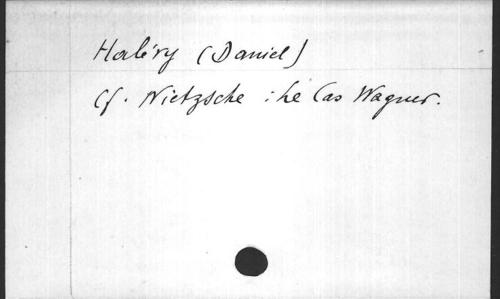 Halévy (Daniel)
Cf. Nietzsche : Le Cas Wagner.